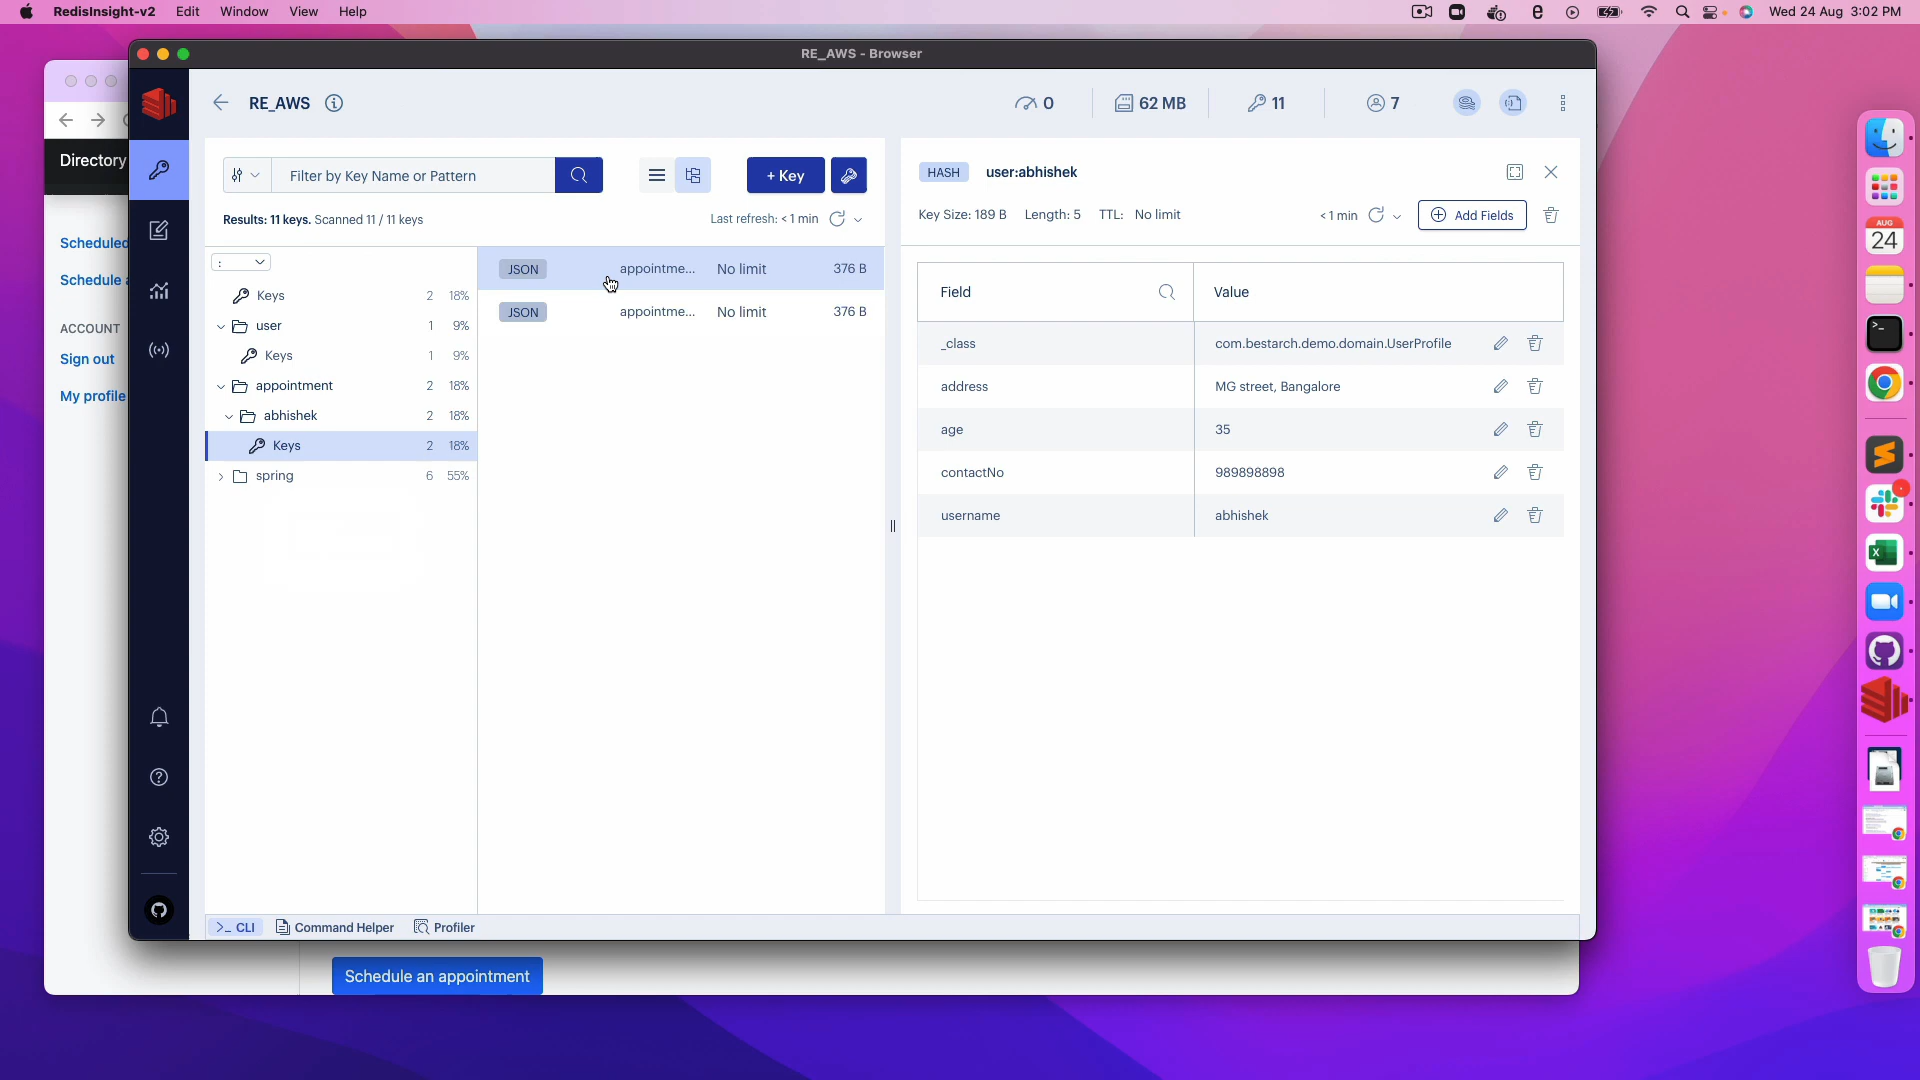 RedisInsight-v2 Edit Window View Help
Wed 24 Aug 3:02 PM
RE_AWS - Browser
RE_AWS
0
62 MB
11
7
Directory
Filter by Key Name or Pattern
+ Key
HASH user:abhishek
Results: 11 keys. Scanned 11 / 11 keys
Last refresh: < 1 min
Key Size: 189 B Length: 5 TTL: No limit
< 1 min
Add Fields
Scheduled
Schedule a
ACCOUNT
Sign out
My profile
:
Keys 2 18%
user 1 9%
Keys 1 9%
appointment 2 18%
abhishek 2 18%
Keys 2 18%
spring 6 55%
JSON appointme... No limit 376 B
JSON appointme... No limit 376 B
Field Value
_class com.bestarch.demo.domain.UserProfile
address MG street, Bangalore
age 35
contactNo 989898898
username abhishek
>_ CLI Command Helper Profiler
Schedule an appointment
AUG
24